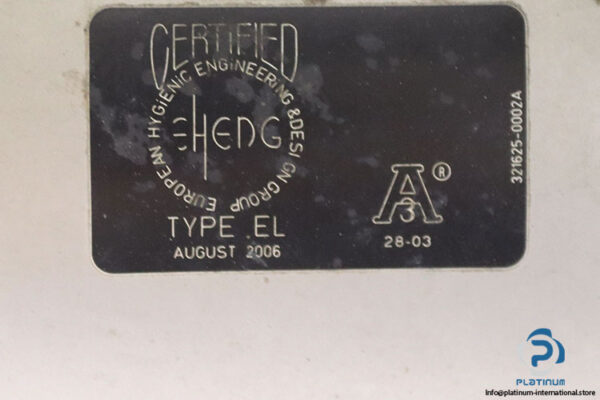 CERTIFIED
EUROPEAN HYGIENIC ENGINEERING & DESIGN GROUP
EHEDG
TYPE EL
AUGUST 2006
A
3
®
28-03
321625-0002A
PLATINUM
Info@platinum-international.store